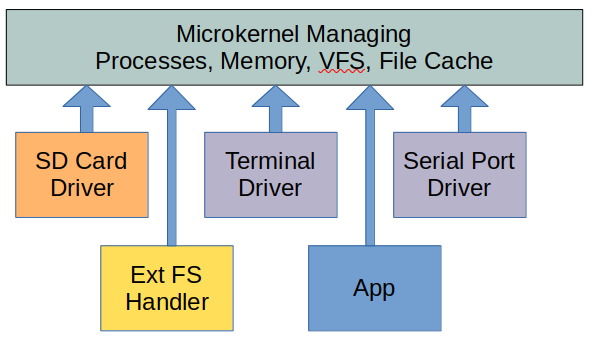 Microkernel Managing
Processes, Memory, VFS, File Cache
SD Card
Driver
Terminal
Driver
Serial Port
Driver
Ext FS
Handler
App